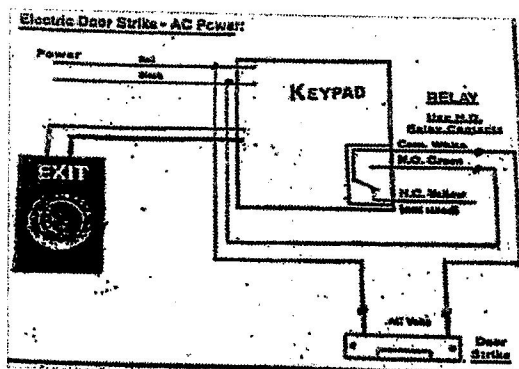 Electric Door Strike - AC Power:
Power
Red
Black
KEYPAD
RELAY
Use N.O.
Relay Contacts
Com. White
N.O. Green
N.C. Yellow
(not used)
EXIT
All Volts
Door
Strike